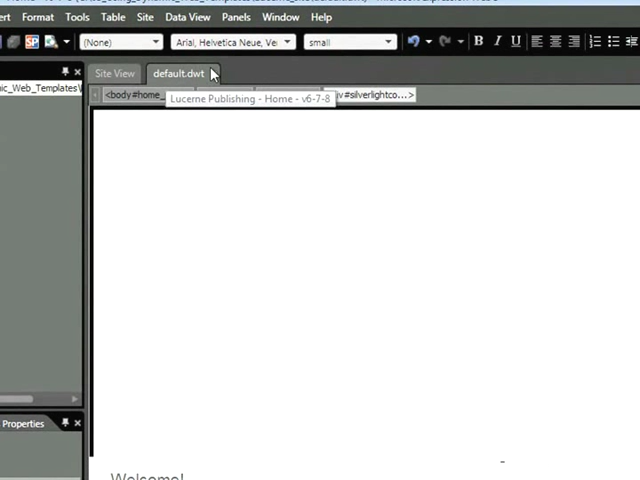 ert Format Tools Table Site Data View Panels Window Help
(None) Arial, Helvetica Neue, Ve small B I U
Site View default.dwt
nic_Web_Templates\
<body#home_ iv#silverlightco...>
Lucerne Publishing - Home - v6-7-8
Properties
Welcome!